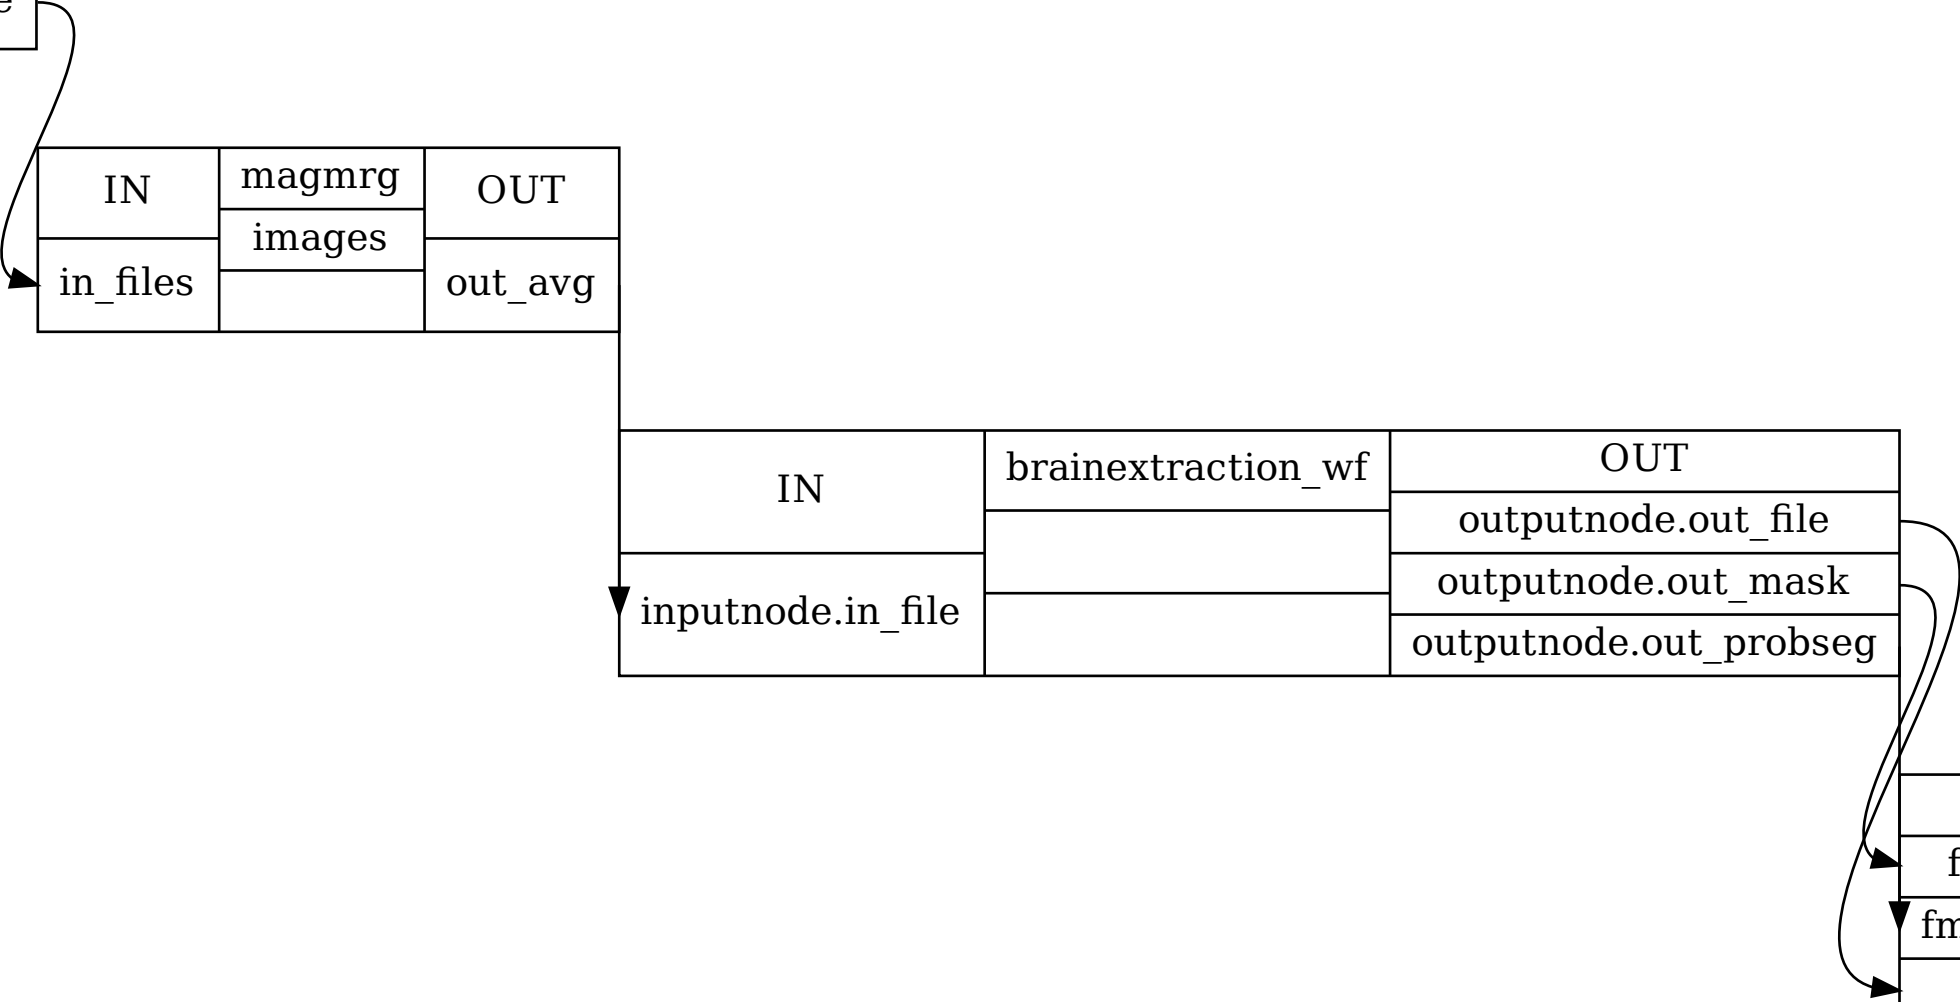 IN
magmrg
OUT
images
in_files
out_avg
IN
brainextraction_wf
OUT
outputnode.out_file
outputnode.out_mask
inputnode.in_file
outputnode.out_probseg